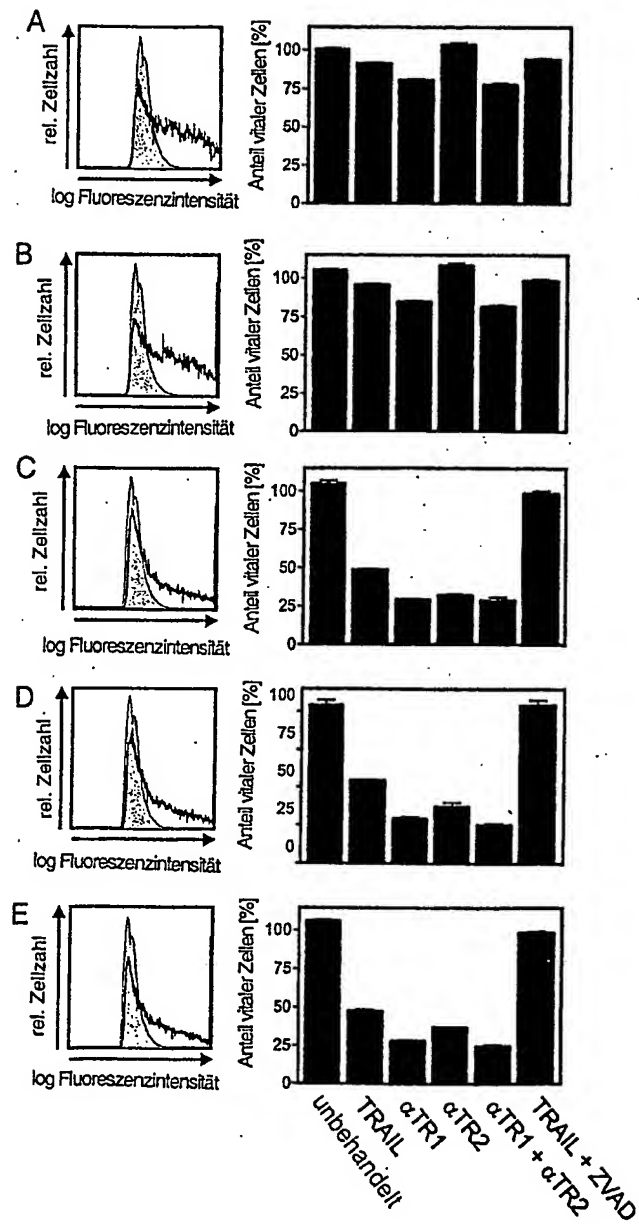 A
rel. Zellzahl
log Fluoreszenzintensität
Anteil vitaler Zellen [%]
100
75
50
25
0
B
rel. Zellzahl
log Fluoreszenzintensität
Anteil vitaler Zellen [%]
100
75
50
25
0
C
rel. Zellzahl
log Fluoreszenzintensität
Anteil vitaler Zellen [%]
100
75
50
25
0
D
rel. Zellzahl
log Fluoreszenzintensität
Anteil vitaler Zellen [%]
100
50
25
0
E
rel. Zellzahl
log Fluoreszenzintensität
Anteil vitaler Zellen [%]
100
75
50
25
0
unbehandelt
TRAIL
αTR1
αTR2
αTR1 + αTR2
TRAIL + ZVAD